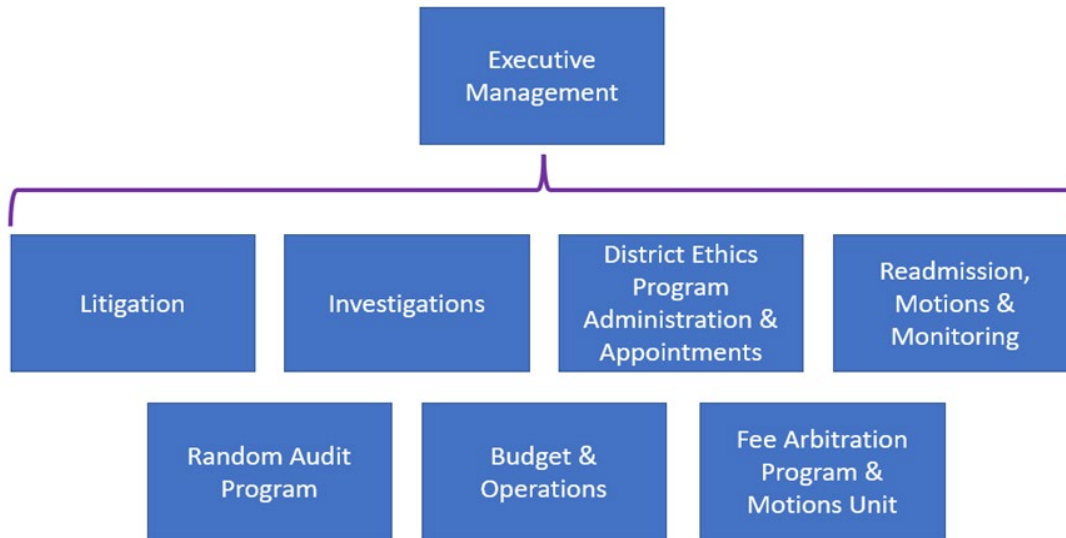 Executive
Management
Litigation
Investigations
District Ethics
Program
Administration &
Appointments
Readmission,
Motions &
Monitoring
Random Audit
Program
Budget &
Operations
Fee Arbitration
Program &
Motions Unit